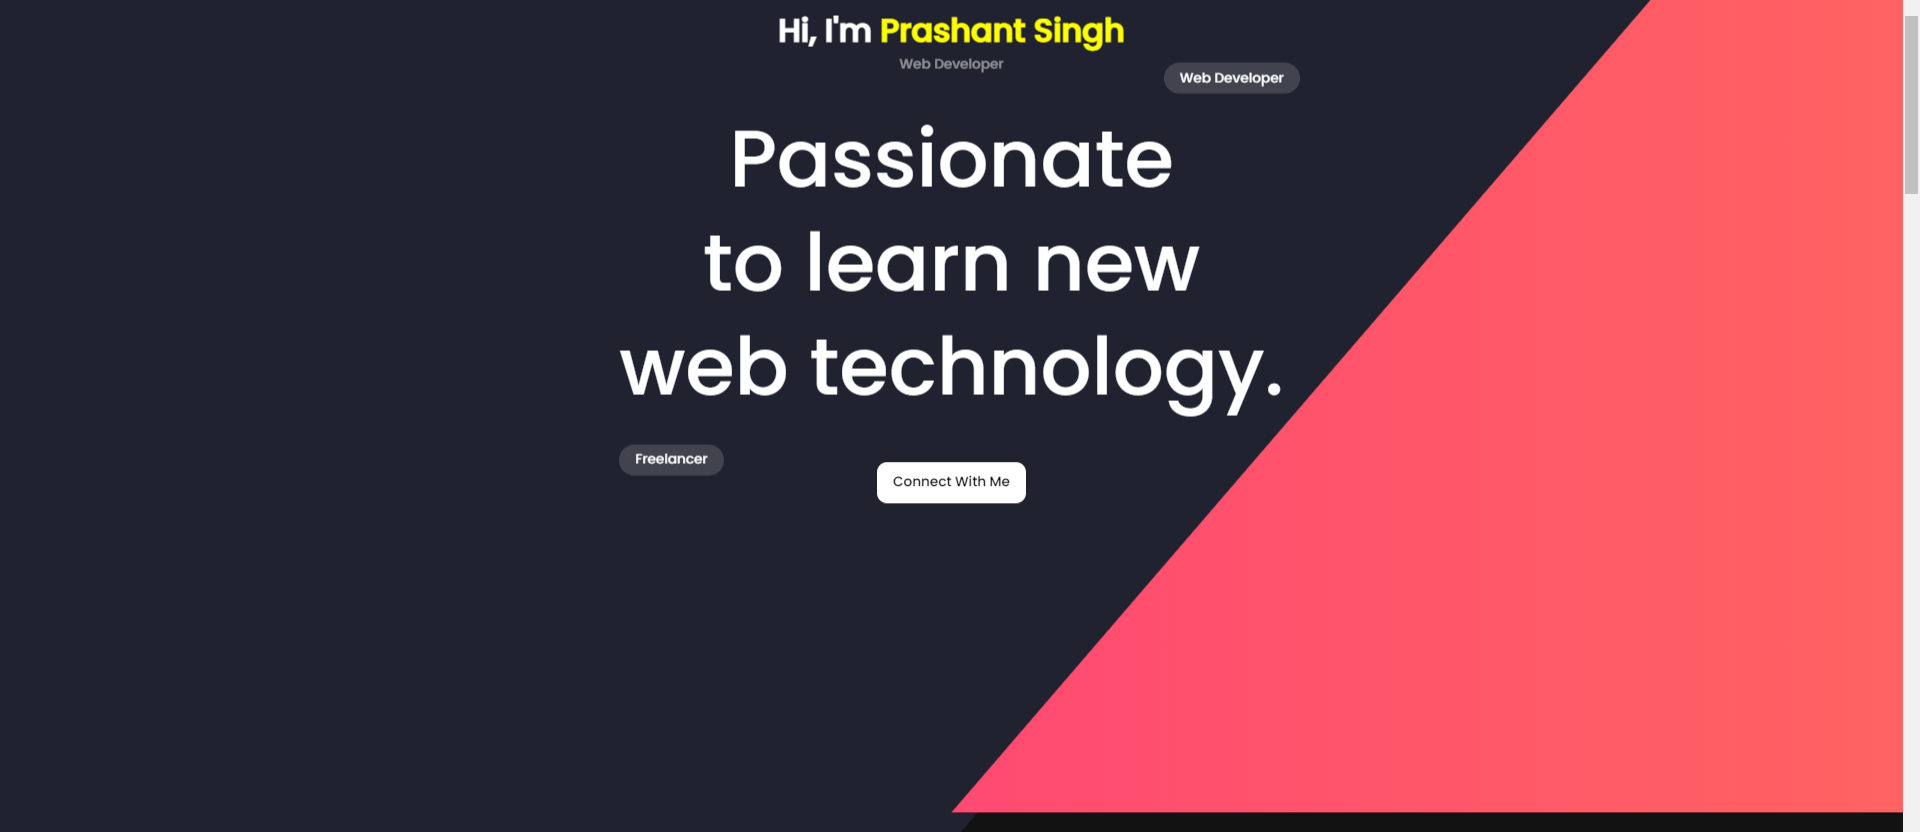 Hi, I'm Prashant Singh
Web Developer
Web Developer
Passionate
to learn new
web technology.
Freelancer
Connect With Me